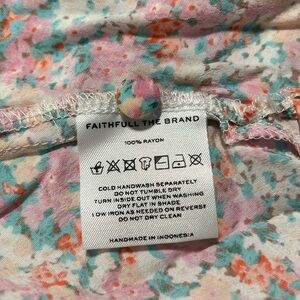 FAITHFULL THE BRAND
100% RAYON
COLD HANDWASH SEPARATELY
DO NOT TUMBLE DRY
TURN INSIDE OUT WHEN WASHING
DRY FLAT IN SHADE
LOW IRON AS NEEDED ON REVERSE
DO NOT DRY CLEAN
HANDMADE IN INDONESIA